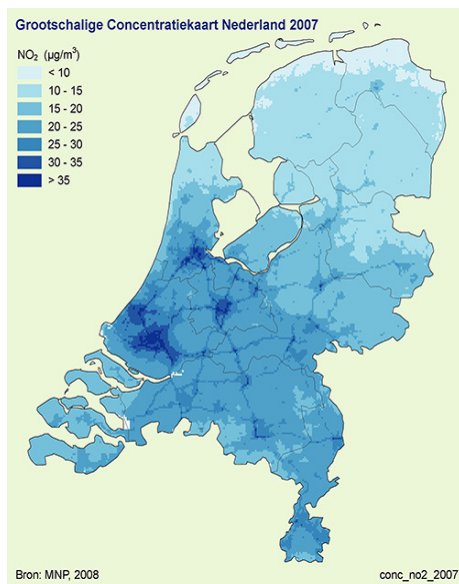 Grootschalige Concentratiekaart Nederland 2007
NO₂ (µg/m³)
< 10
10 - 15
15 - 20
20 - 25
25 - 30
30 - 35
> 35
Bron: MNP, 2008
conc_no2_2007